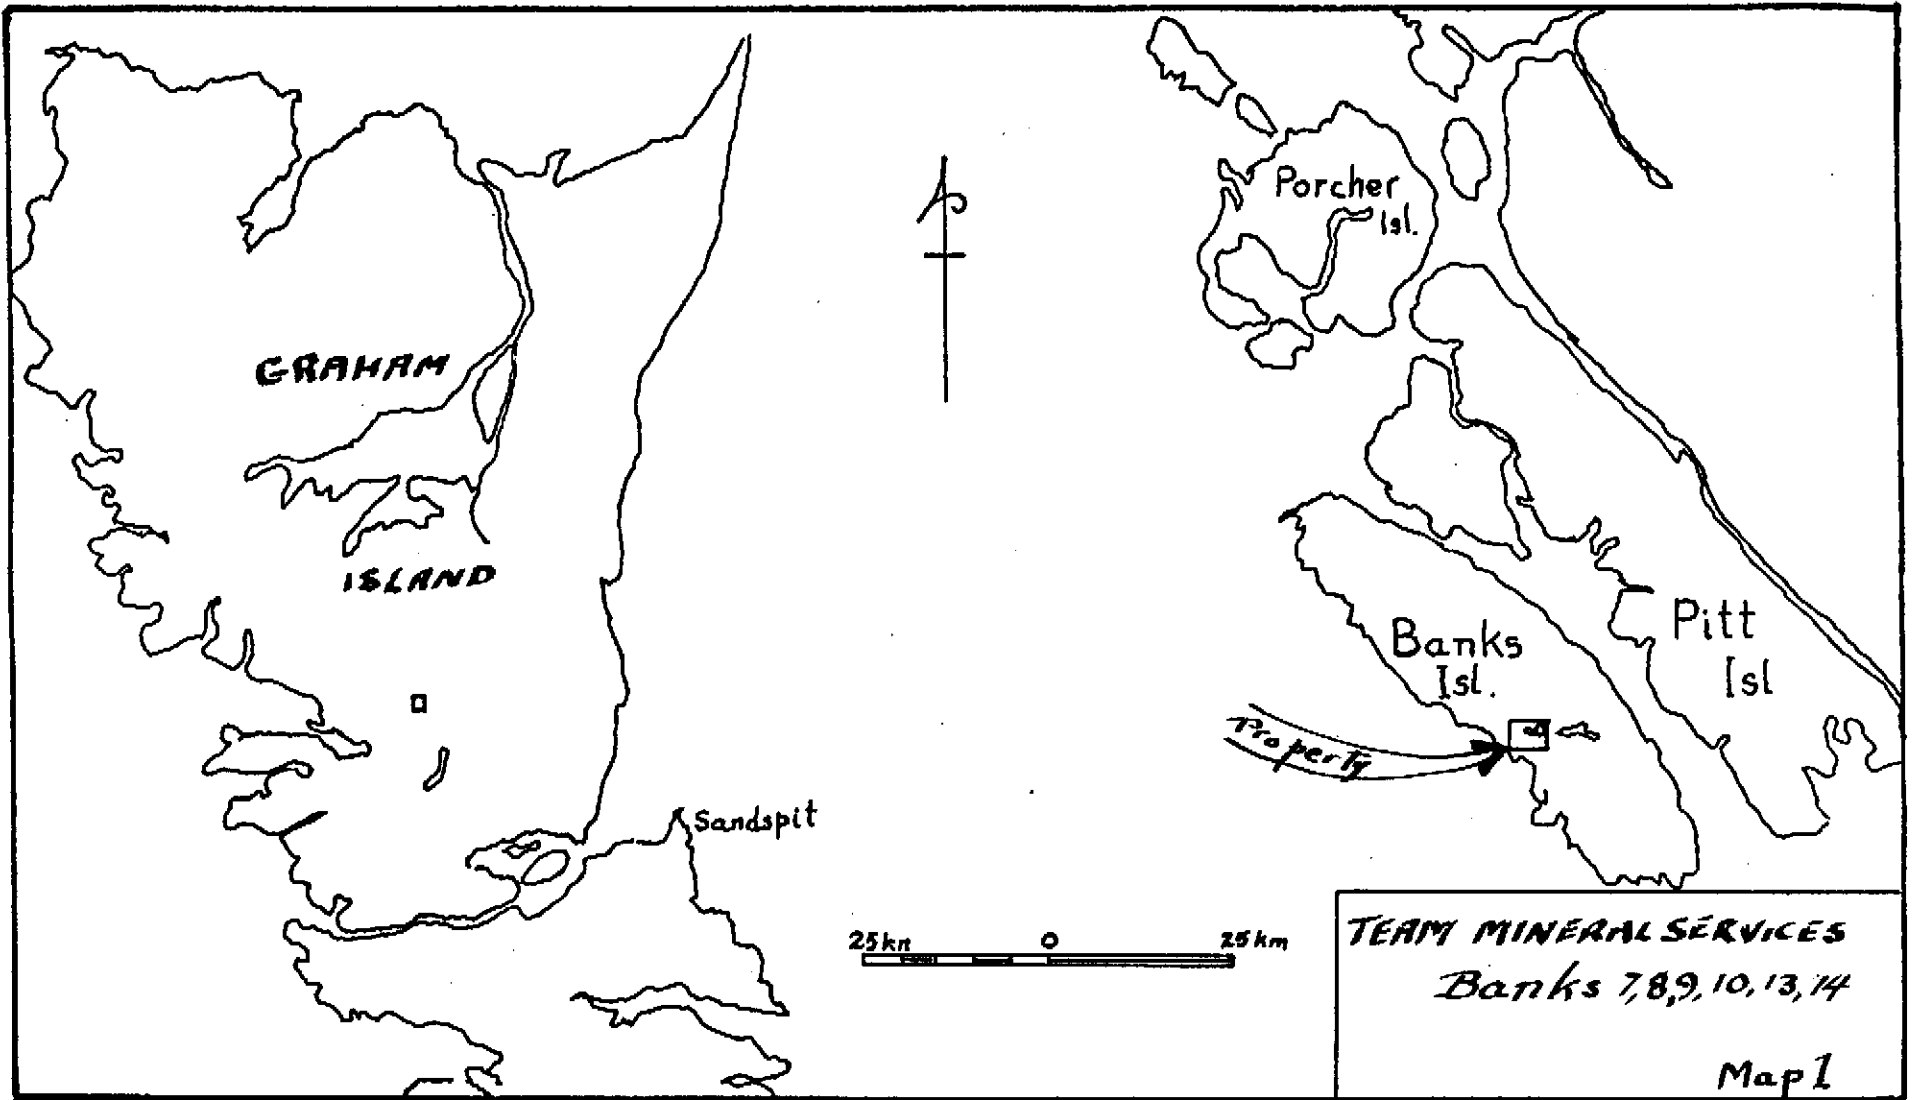 Porcher
Isl.
GRAHAM
ISLAND
Banks
Isl.
Pitt
Isl
Property
Sandspit
25km 0 25km
TEAM MINERAL SERVICES
Banks 7,8,9,10,13,14
Map 1